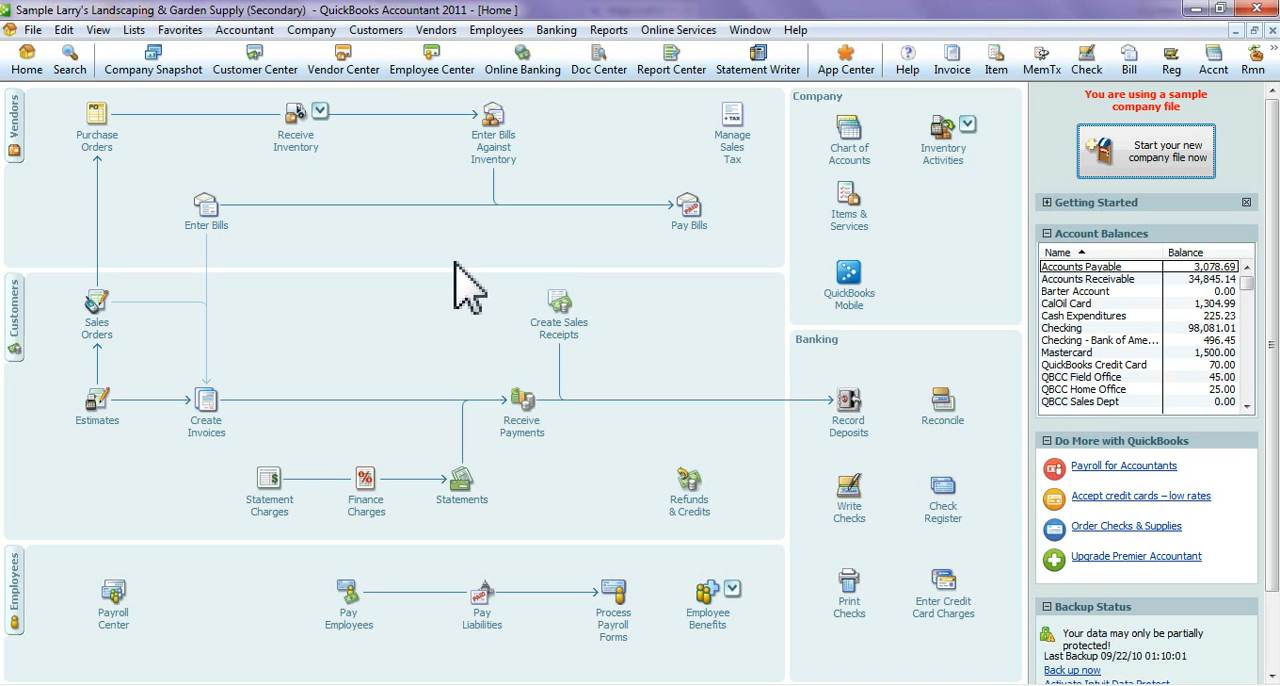 Sample Larry's Landscaping & Garden Supply (Secondary) - QuickBooks Accountant 2011 - [Home ]
File Edit View Lists Favorites Accountant Company Customers Vendors Employees Banking Reports Online Services Window Help
Home Search Company Snapshot Customer Center Vendor Center Employee Center Online Banking Doc Center Report Center Statement Writer App Center Help Invoice Item MemTx Check Bill Reg Accnt Rmn
Vendors
Purchase
Orders
Receive
Inventory
Enter Bills
Against
Inventory
Manage
Sales
Tax
Enter Bills
Pay Bills
Customers
Sales
Orders
Create Sales
Receipts
Estimates
Create
Invoices
Receive
Payments
Statement
Charges
Finance
Charges
Statements
Refunds
& Credits
Employees
Payroll
Center
Pay
Employees
Pay
Liabilities
Process
Payroll
Forms
Employee
Benefits
Company
Chart of
Accounts
Inventory
Activities
Items &
Services
QuickBooks
Mobile
Banking
Record
Deposits
Reconcile
Write
Checks
Check
Register
Print
Checks
Enter Credit
Card Charges
You are using a sample
company file
Start your new
company file now
Getting Started
Account Balances
Name Balance
Accounts Payable 3,078.69
Accounts Receivable 34,845.14
Barter Account 0.00
CalOil Card 1,304.99
Cash Expenditures 225.23
Checking 98,081.01
Checking - Bank of Ame... 496.45
Mastercard 1,500.00
QuickBooks Credit Card 70.00
QBCC Field Office 45.00
QBCC Home Office 25.00
QBCC Sales Dept 0.00
Do More with QuickBooks
Payroll for Accountants
Accept credit cards – low rates
Order Checks & Supplies
Upgrade Premier Accountant
Backup Status
Your data may only be partially
protected!
Last Backup 09/22/10 01:10:01
Back up now
Activate Intuit Data Protect